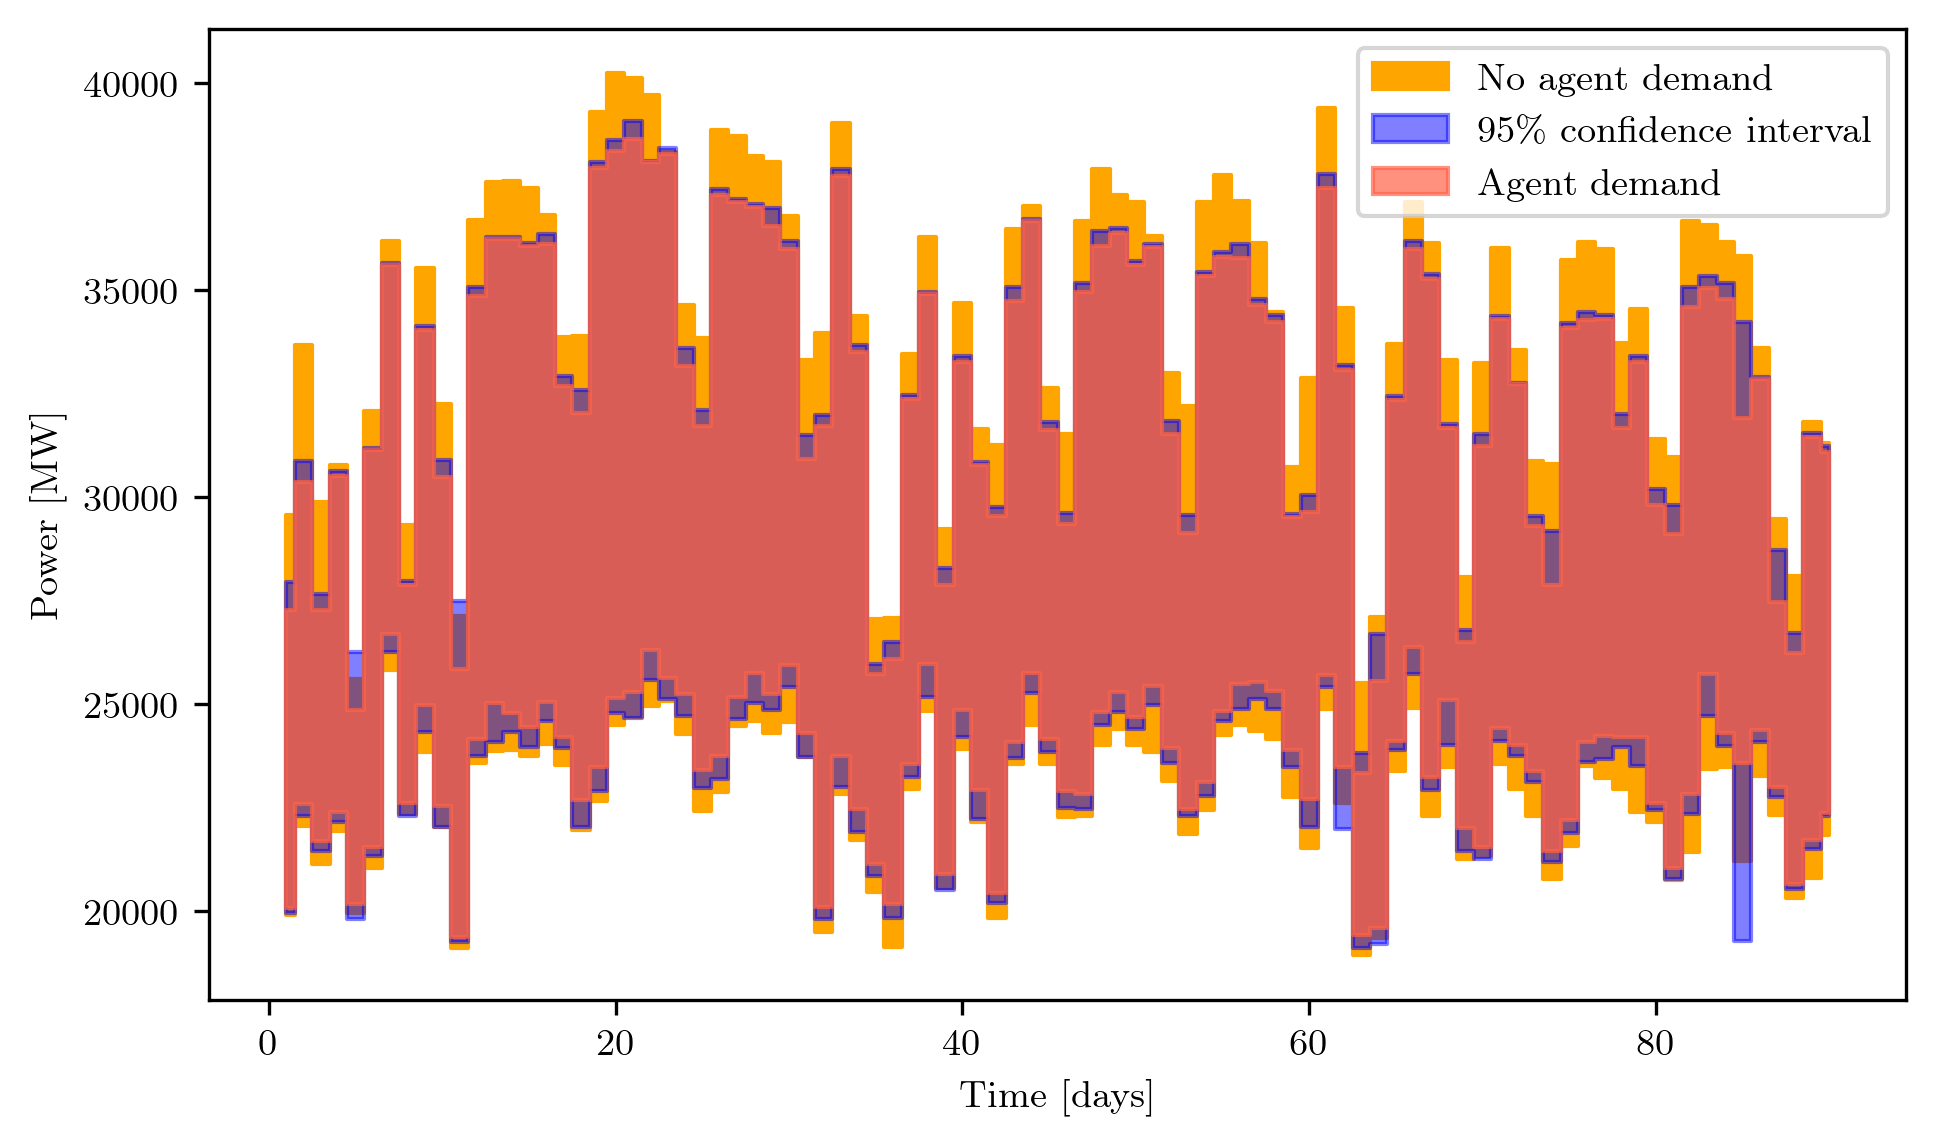 No agent demand
95% confidence interval
Agent demand
Power [MW]
40000
35000
30000
25000
20000
0
20
40
60
80
Time [days]